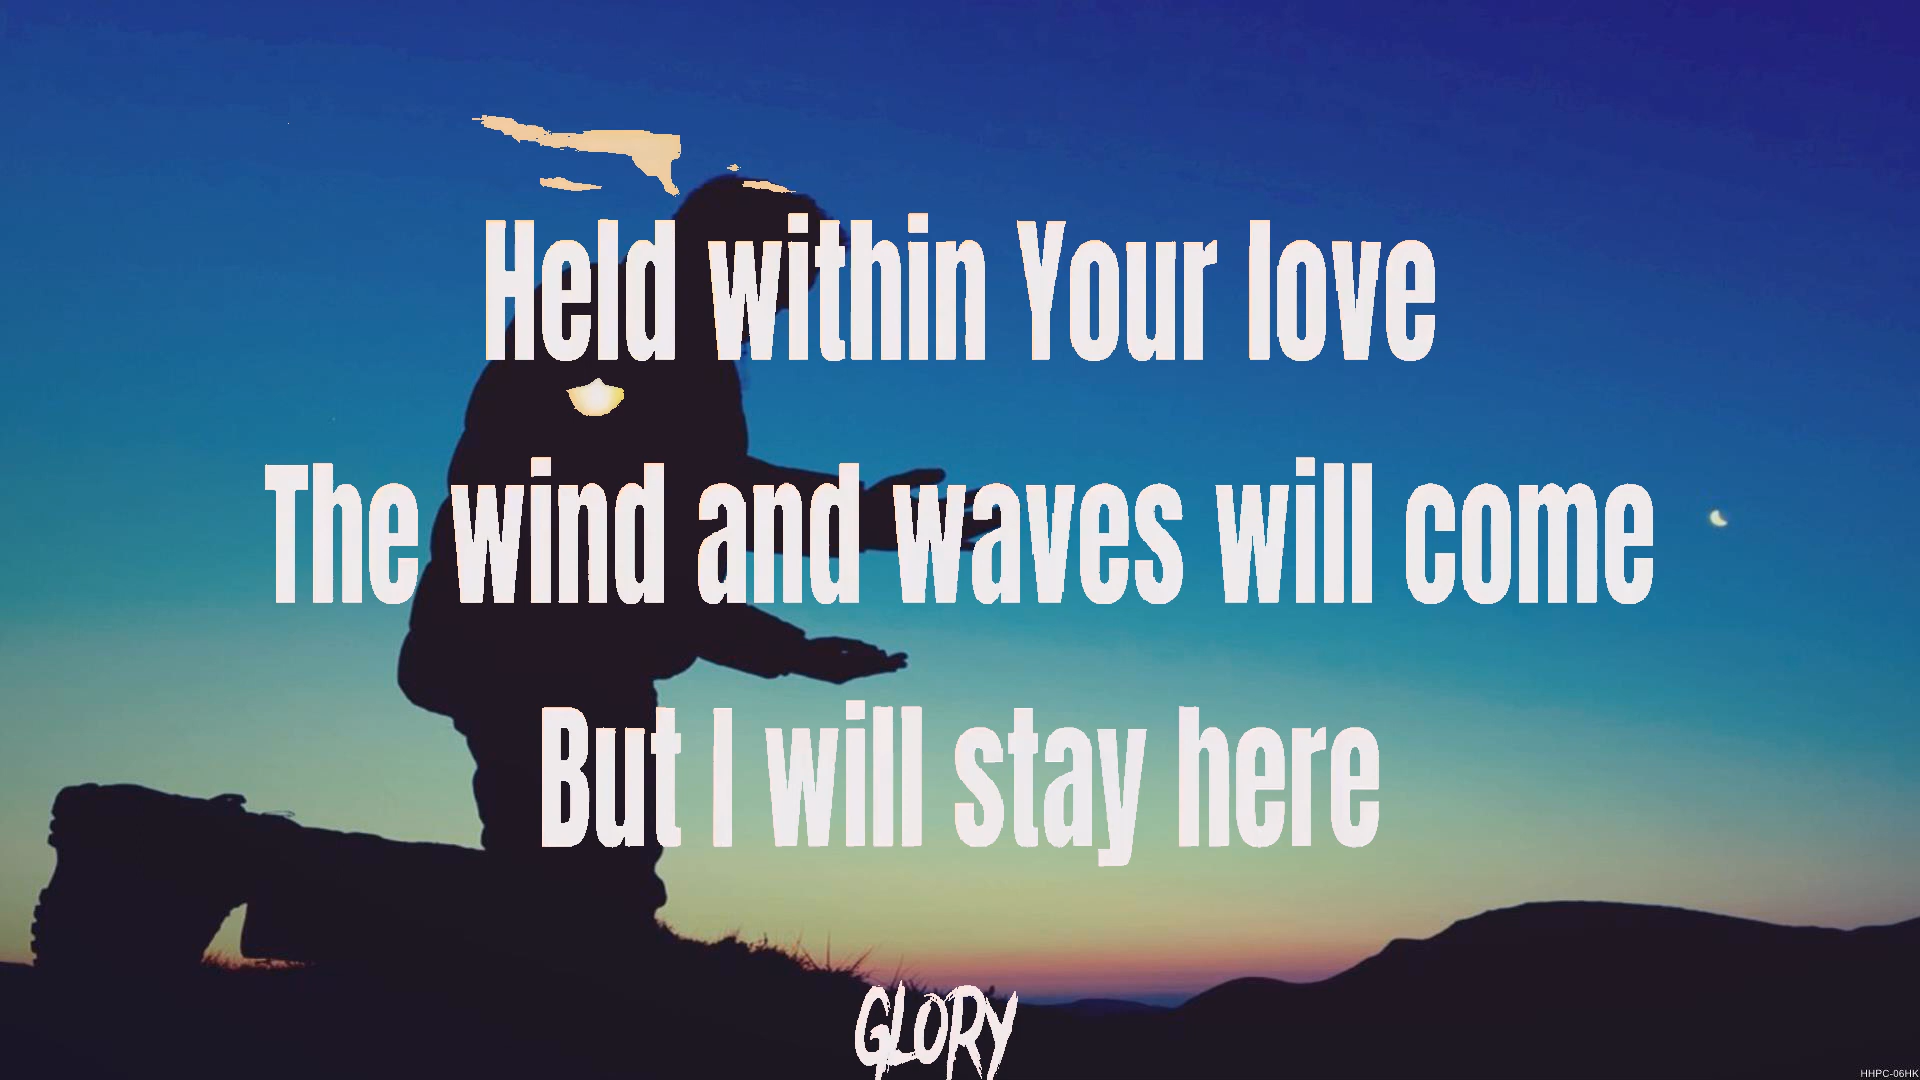 Held within Your love
The wind and waves will come
But I will stay here
GLORY
HHPC-06HK